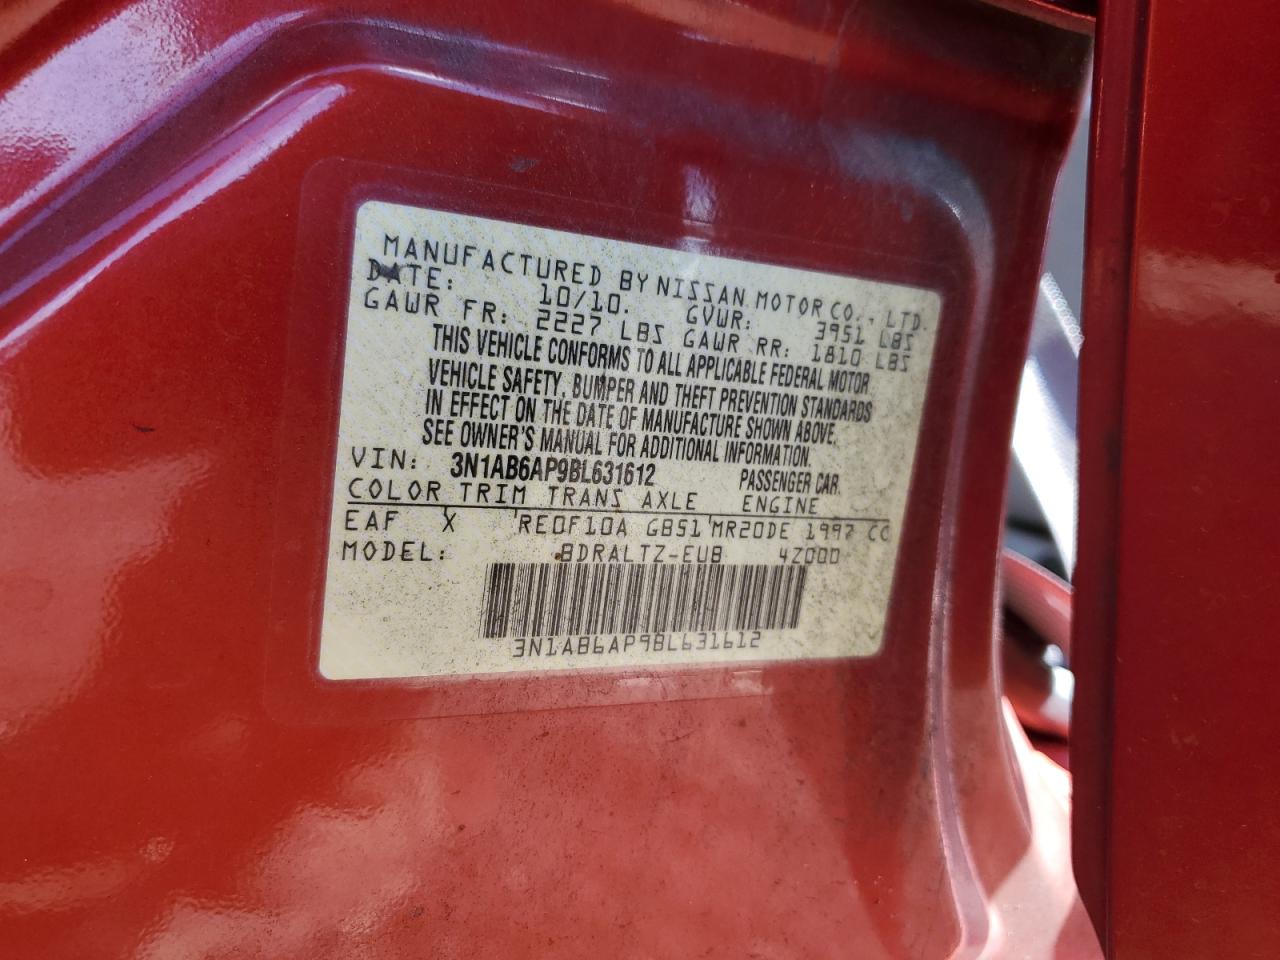 MANUFACTURED BY NISSAN MOTOR CO., LTD.
DATE: 10/10. GVWR: 3951 LBS
GAWR FR: 2227 LBS GAWR RR: 1810 LBS
THIS VEHICLE CONFORMS TO ALL APPLICABLE FEDERAL MOTOR
VEHICLE SAFETY, BUMPER AND THEFT PREVENTION STANDARDS
IN EFFECT ON THE DATE OF MANUFACTURE SHOWN ABOVE.
SEE OWNER'S MANUAL FOR ADDITIONAL INFORMATION.
VIN: 3N1AB6AP9BL631612 PASSENGER CAR
COLOR TRIM TRANS AXLE ENGINE
EAF X RE0F10A GB51 MR20DE 1997 CC
MODEL: BDRALTZ-EUB 4Z000
3N1AB6AP9BL631612